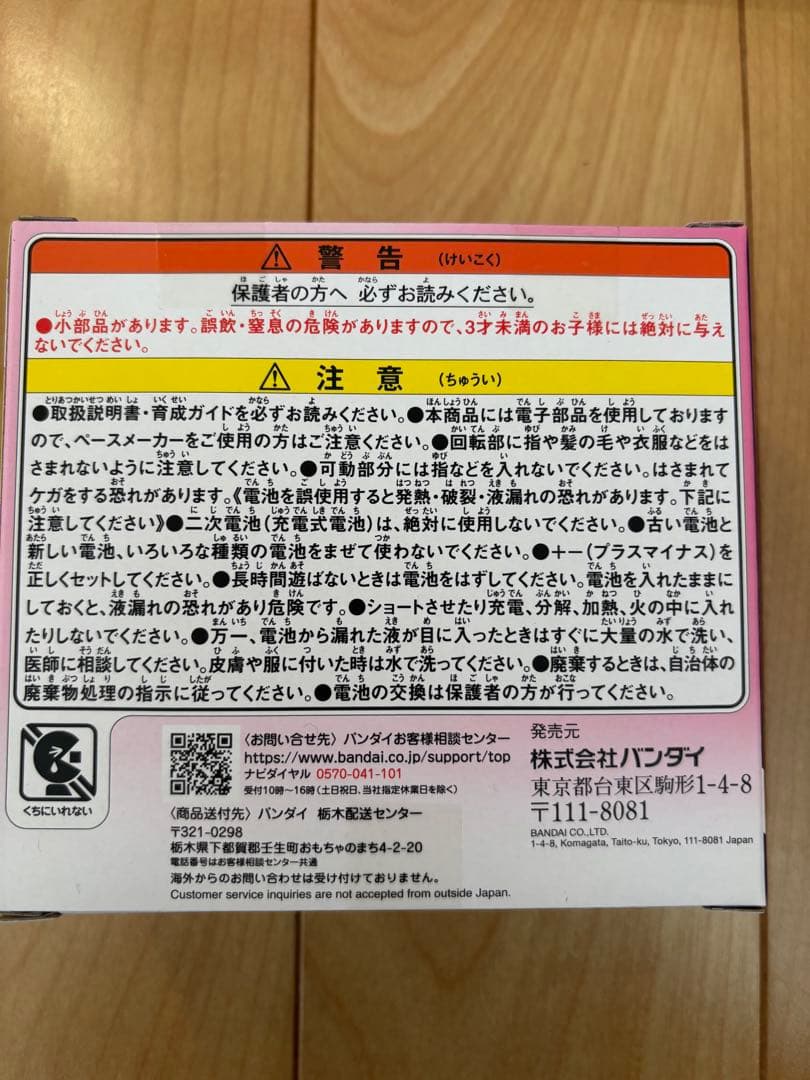 警告 (けいこく)
保護者の方へ 必ずお読みください。
●小部品があります。誤飲・窒息の危険がありますので、3才未満のお子様には絶対に与え
ないでください。
注意 (ちゅうい)
●取扱説明書・育成ガイドを必ずお読みください。●本商品には電子部品を使用しております
ので、ペースメーカーをご使用の方はご注意ください。●回転部に指や髪の毛や衣服などをは
さまれないように注意してください。●可動部分には指などを入れないでください。はさまれて
ケガをする恐れがあります。《電池を誤使用すると発熱・破裂・液漏れの恐れがあります。下記に
注意してください》●二次電池(充電式電池)は、絶対に使用しないでください。●古い電池と
新しい電池、いろいろな種類の電池をまぜて使わないでください。●+-(プラスマイナス)を
正しくセットしてください。●長時間遊ばないときは電池をはずしてください。電池を入れたままに
しておくと、液漏れの恐れがあり危険です。●ショートさせたり充電、分解、加熱、火の中に入れ
たりしないでください。●万一、電池から漏れた液が目に入ったときはすぐに大量の水で洗い、
医師に相談してください。皮膚や服に付いた時は水で洗ってください。●廃棄するときは、自治体の
廃棄物処理の指示に従ってください。●電池の交換は保護者の方が行ってください。
くちにいれない
〈お問い合せ先〉バンダイお客様相談センター
https://www.bandai.co.jp/support/top
ナビダイヤル 0570-041-101
受付10時〜16時(土日祝日、当社指定休業日を除く)
〈商品送付先〉バンダイ 栃木配送センター
〒321-0298
栃木県下都賀郡壬生町おもちゃのまち4-2-20
電話番号はお客様相談センター共通
海外からのお問い合わせは受け付けておりません。
Customer service inquiries are not accepted from outside Japan.
発売元
株式会社バンダイ
東京都台東区駒形1-4-8
〒111-8081
BANDAI CO.,LTD.
1-4-8, Komagata, Taito-ku, Tokyo, 111-8081 Japan